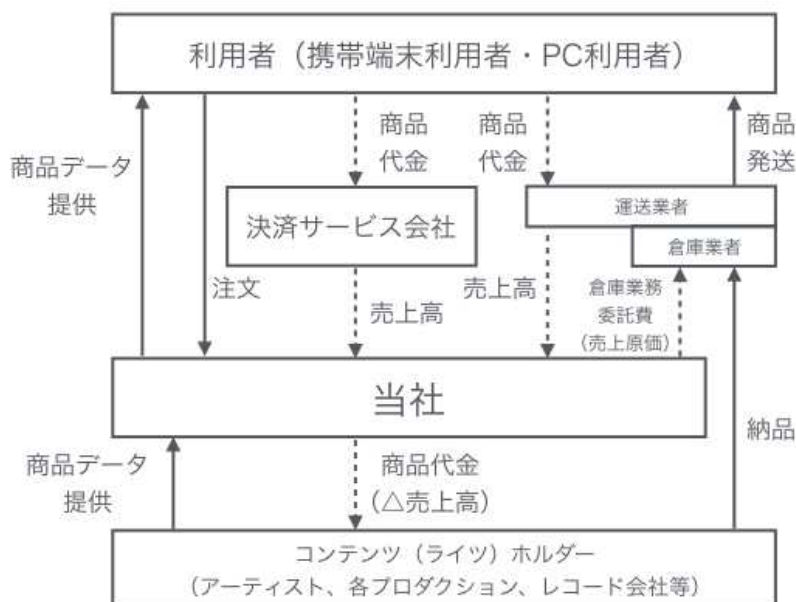 利用者（携帯端末利用者・PC利用者）
商品データ
提供
注文
商品
代金
商品
代金
商品
発送
決済サービス会社
運送業者
倉庫業者
売上高
売上高
倉庫業務
委託費
（売上原価）
当社
商品データ
提供
商品代金
（△売上高）
納品
コンテンツ（ライツ）ホルダー
（アーティスト、各プロダクション、レコード会社等）